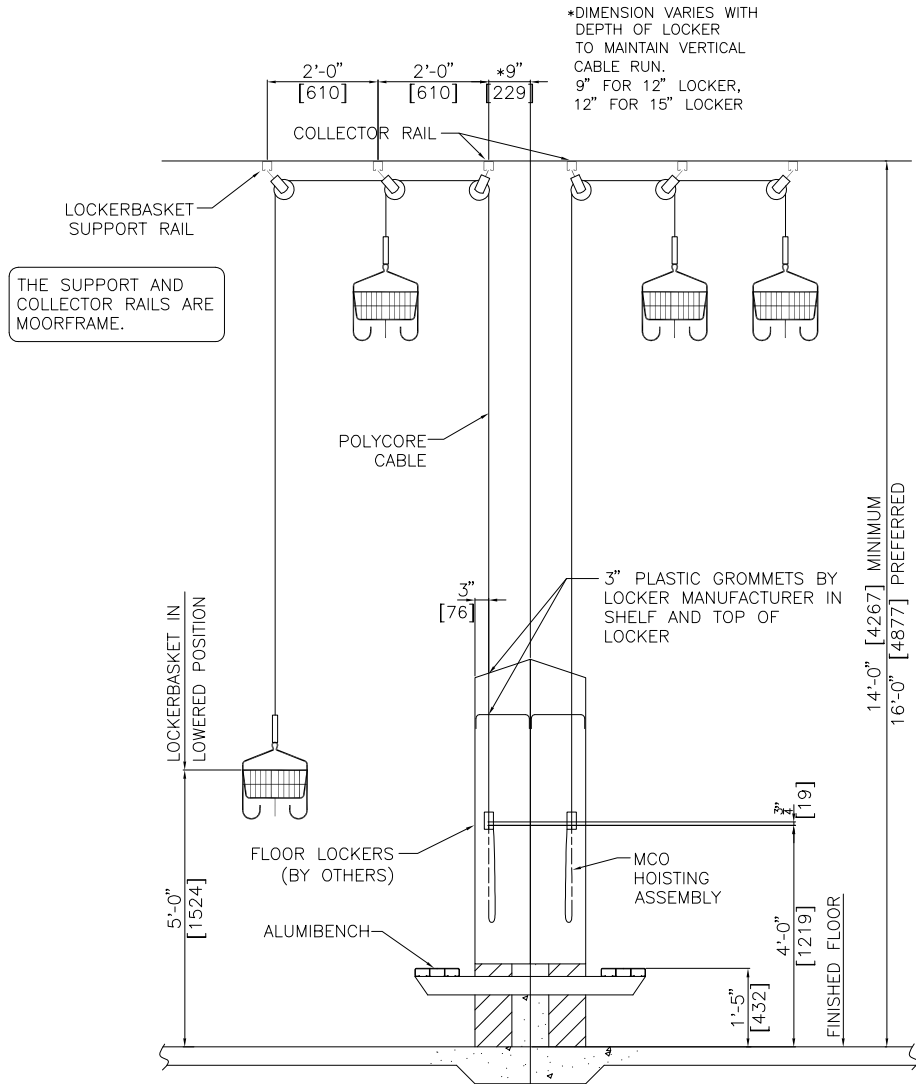 *DIMENSION VARIES WITH
DEPTH OF LOCKER
TO MAINTAIN VERTICAL
CABLE RUN.
9" FOR 12" LOCKER,
12" FOR 15" LOCKER
2'-0"
[610]
2'-0"
[610]
*9"
[229]
COLLECTOR RAIL
LOCKERBASKET
SUPPORT RAIL
THE SUPPORT AND
COLLECTOR RAILS ARE
MOORFRAME.
POLYCORE
CABLE
14'-0" [4267] MINIMUM
16'-0" [4877] PREFERRED
3"
[76]
3" PLASTIC GROMMETS BY
LOCKER MANUFACTURER IN
SHELF AND TOP OF
LOCKER
LOCKERBASKET IN
LOWERED POSITION
3/4"
[19]
FLOOR LOCKERS
(BY OTHERS)
MCO
HOISTING
ASSEMBLY
5'-0"
[1524]
ALUMIBENCH
4'-0"
[1219]
FINISHED FLOOR
1'-5"
[432]